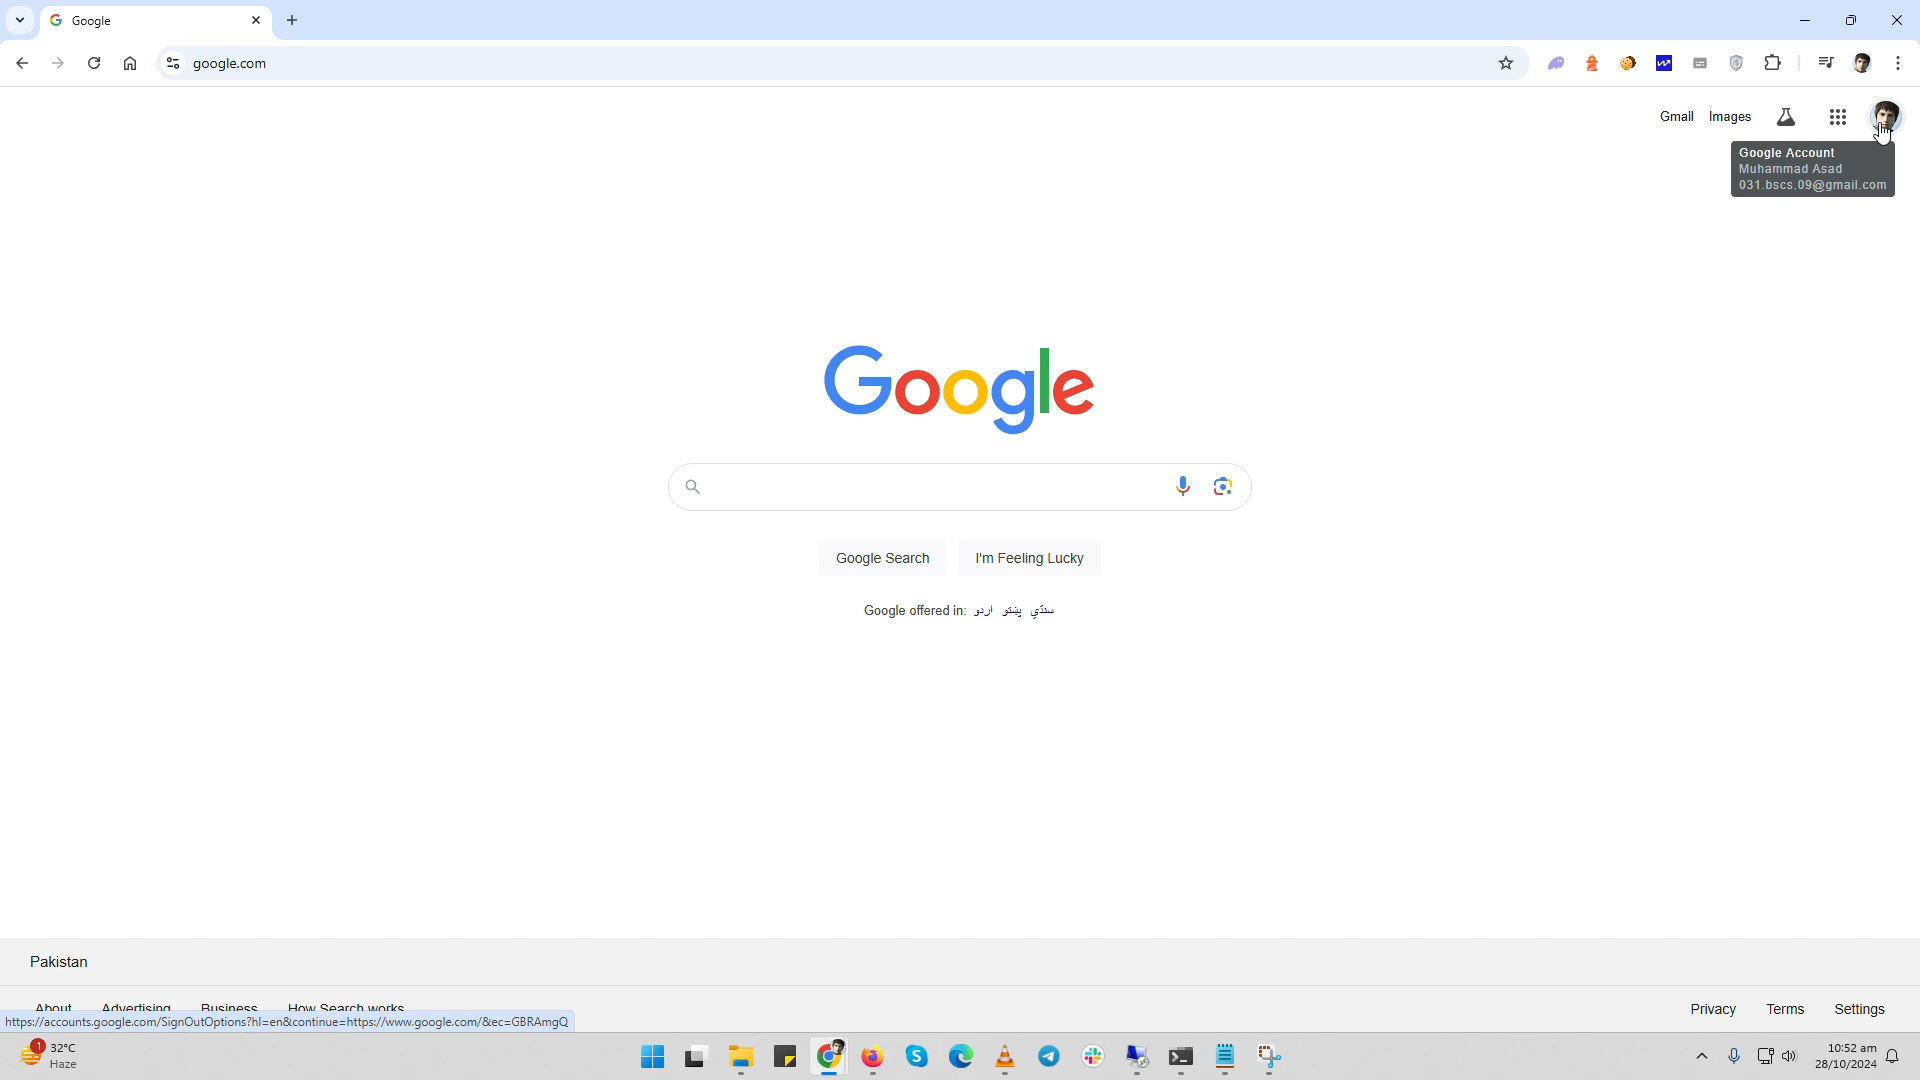 Google
google.com
Gmail Images
Google Account
Muhammad Asad
031.bscs.09@gmail.com
Google
Google Search I'm Feeling Lucky
Google offered in: اردو پښتو سنڌي
Pakistan
About Advertising Business How Search works
Privacy Terms Settings
https://accounts.google.com/SignOutOptions?hl=en&continue=https://www.google.com/&ec=GBRAmgQ
1
32°C
Haze
10:52 am
28/10/2024